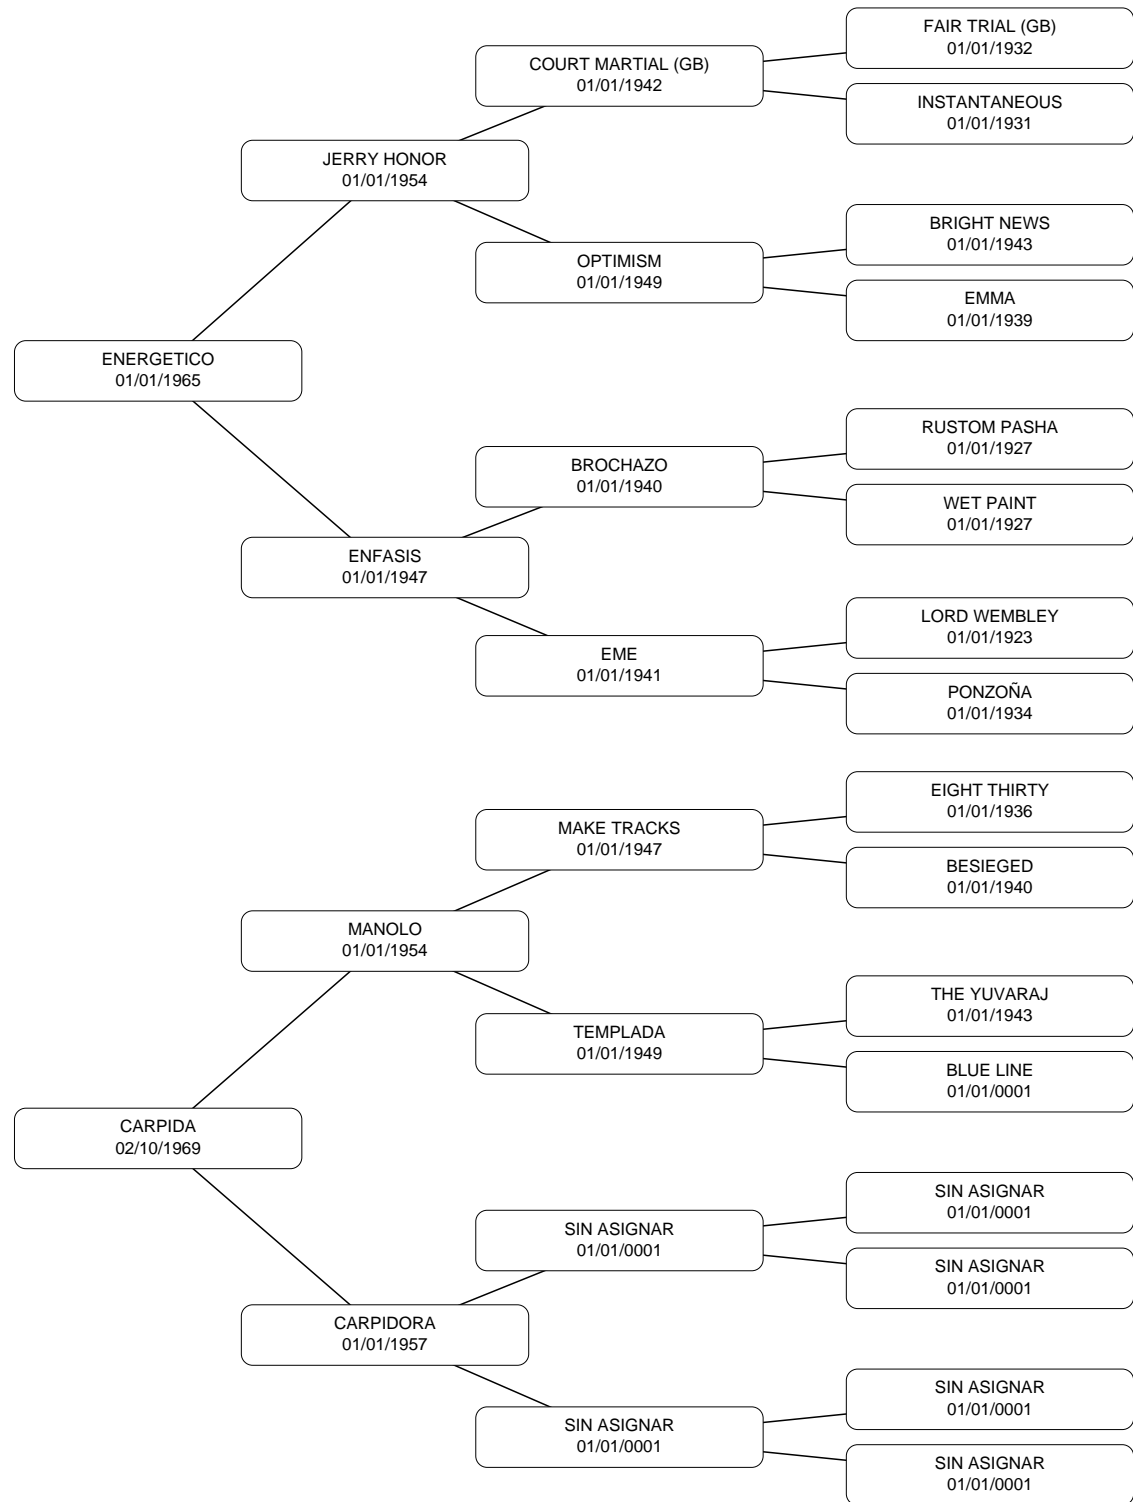 FAIR TRIAL (GB)
01/01/1932
COURT MARTIAL (GB)
01/01/1942
INSTANTANEOUS
01/01/1931
JERRY HONOR
01/01/1954
BRIGHT NEWS
01/01/1943
OPTIMISM
01/01/1949
EMMA
01/01/1939
ENERGETICO
01/01/1965
RUSTOM PASHA
01/01/1927
BROCHAZO
01/01/1940
WET PAINT
01/01/1927
ENFASIS
01/01/1947
LORD WEMBLEY
01/01/1923
EME
01/01/1941
PONZOÑA
01/01/1934
EIGHT THIRTY
01/01/1936
MAKE TRACKS
01/01/1947
BESIEGED
01/01/1940
MANOLO
01/01/1954
THE YUVARAJ
01/01/1943
TEMPLADA
01/01/1949
BLUE LINE
01/01/0001
CARPIDA
02/10/1969
SIN ASIGNAR
01/01/0001
SIN ASIGNAR
01/01/0001
SIN ASIGNAR
01/01/0001
CARPIDORA
01/01/1957
SIN ASIGNAR
01/01/0001
SIN ASIGNAR
01/01/0001
SIN ASIGNAR
01/01/0001